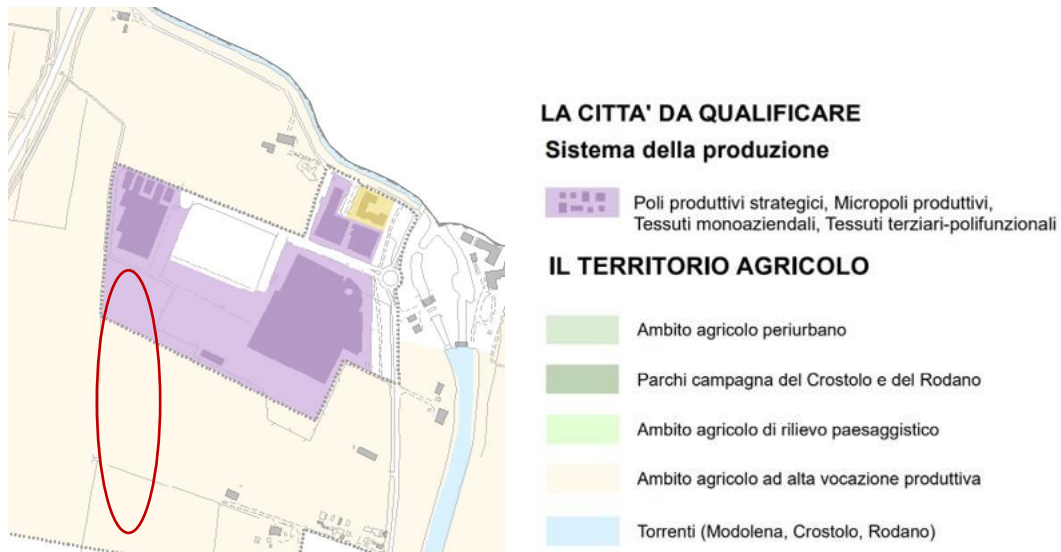 LA CITTA' DA QUALIFICARE
Sistema della produzione
Poli produttivi strategici, Micropoli produttivi,
Tessuti monoaziendali, Tessuti terziari-polifunzionali
IL TERRITORIO AGRICOLO
Ambito agricolo periurbano
Parchi campagna del Crostolo e del Rodano
Ambito agricolo di rilievo paesaggistico
Ambito agricolo ad alta vocazione produttiva
Torrenti (Modolena, Crostolo, Rodano)